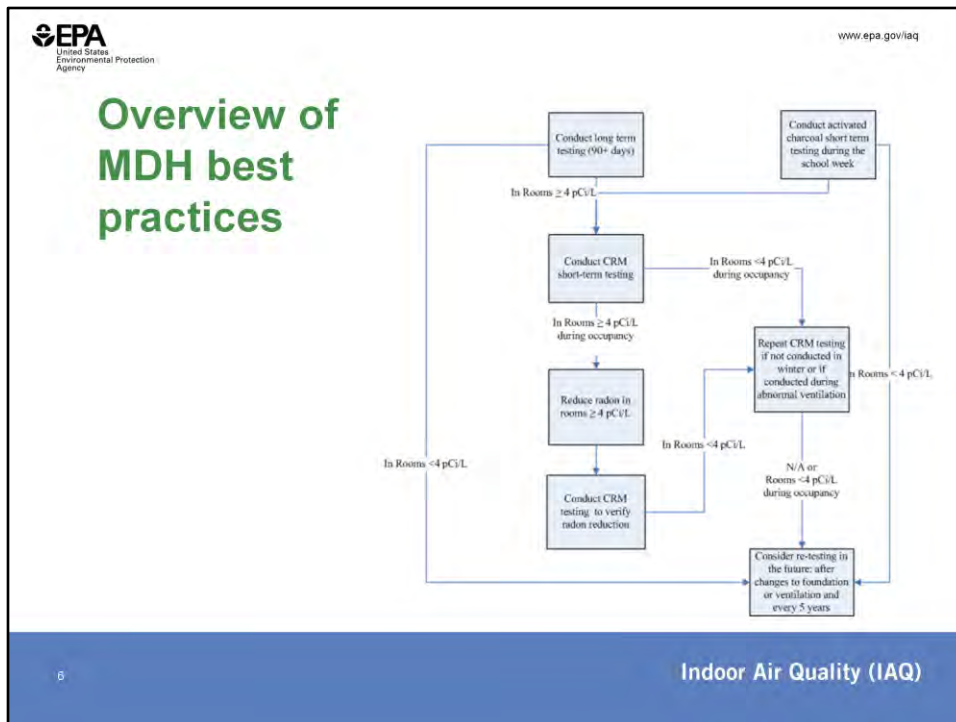 EPA
United States
Environmental Protection
Agency
www.epa.gov/iaq
Overview of
MDH best
practices
Conduct long term
testing (90+ days)
Conduct activated
charcoal short term
testing during the
school week
In Rooms ≥ 4 pCi/L
Conduct CRM
short-term testing
In Rooms <4 pCi/L
during occupancy
In Rooms ≥ 4 pCi/L
during occupancy
Repeat CRM testing
if not conducted in
winter or if
conducted during
abnormal ventilation
In Rooms < 4 pCi/L
Reduce radon in
rooms ≥ 4 pCi/L
In Rooms <4 pCi/L
In Rooms <4 pCi/L
N/A or
Rooms <4 pCi/L
during occupancy
Conduct CRM
testing to verify
radon reduction
Consider re-testing in
the future: after
changes to foundation
or ventilation and
every 5 years
6
Indoor Air Quality (IAQ)